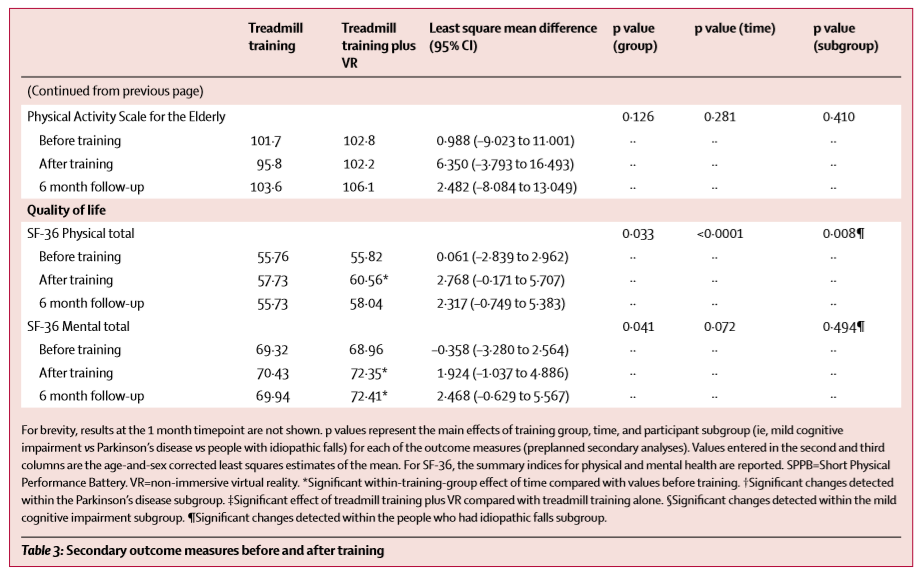 Treadmill training Treadmill training plus VR Least square mean difference (95% CI) p value (group) p value (time) p value (subgroup)
(Continued from previous page)
Physical Activity Scale for the Elderly 0·126 0·281 0·410
Before training 101·7 102·8 0·988 (–9·023 to 11·001) ·· ·· ··
After training 95·8 102·2 6·350 (–3·793 to 16·493) ·· ·· ··
6 month follow-up 103·6 106·1 2·482 (–8·084 to 13·049) ·· ·· ··
Quality of life
SF-36 Physical total 0·033 <0·0001 0·008¶
Before training 55·76 55·82 0·061 (–2·839 to 2·962) ·· ·· ··
After training 57·73 60·56* 2·768 (–0·171 to 5·707) ·· ·· ··
6 month follow-up 55·73 58·04 2·317 (–0·749 to 5·383) ·· ·· ··
SF-36 Mental total 0·041 0·072 0·494¶
Before training 69·32 68·96 –0·358 (–3·280 to 2·564) ·· ·· ··
After training 70·43 72·35* 1·924 (–1·037 to 4·886) ·· ·· ··
6 month follow-up 69·94 72·41* 2·468 (–0·629 to 5·567) ·· ·· ··
For brevity, results at the 1 month timepoint are not shown. p values represent the main effects of training group, time, and participant subgroup (ie, mild cognitive
impairment vs Parkinson's disease vs people with idiopathic falls) for each of the outcome measures (preplanned secondary analyses). Values entered in the second and third
columns are the age-and-sex corrected least squares estimates of the mean. For SF-36, the summary indices for physical and mental health are reported. SPPB=Short Physical
Performance Battery. VR=non-immersive virtual reality. *Significant within-training-group effect of time compared with values before training. †Significant changes detected
within the Parkinson's disease subgroup. ‡Significant effect of treadmill training plus VR compared with treadmill training alone. §Significant changes detected within the mild
cognitive impairment subgroup. ¶Significant changes detected within the people who had idiopathic falls subgroup.
Table 3: Secondary outcome measures before and after training